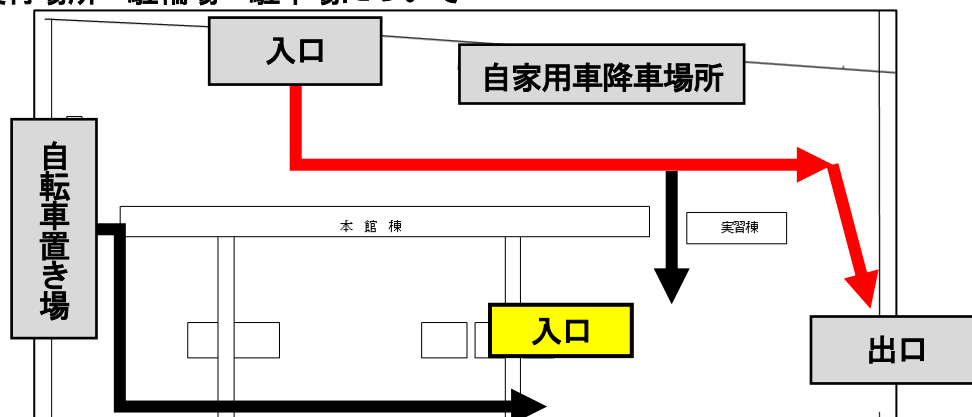 入口
自家用車降車場所
自転車置き場
本館棟
実習棟
入口
出口